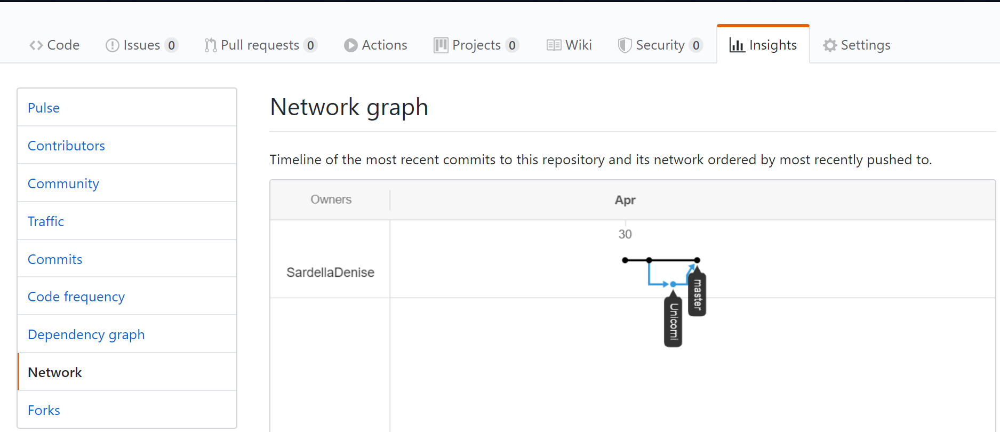 Code Issues 0 Pull requests 0 Actions Projects 0 Wiki Security 0 Insights Settings
Pulse
Contributors
Community
Traffic
Commits
Code frequency
Dependency graph
Network
Forks
Network graph
Timeline of the most recent commits to this repository and its network ordered by most recently pushed to.
Owners Apr
30
SardellaDenise
master
Unicorni